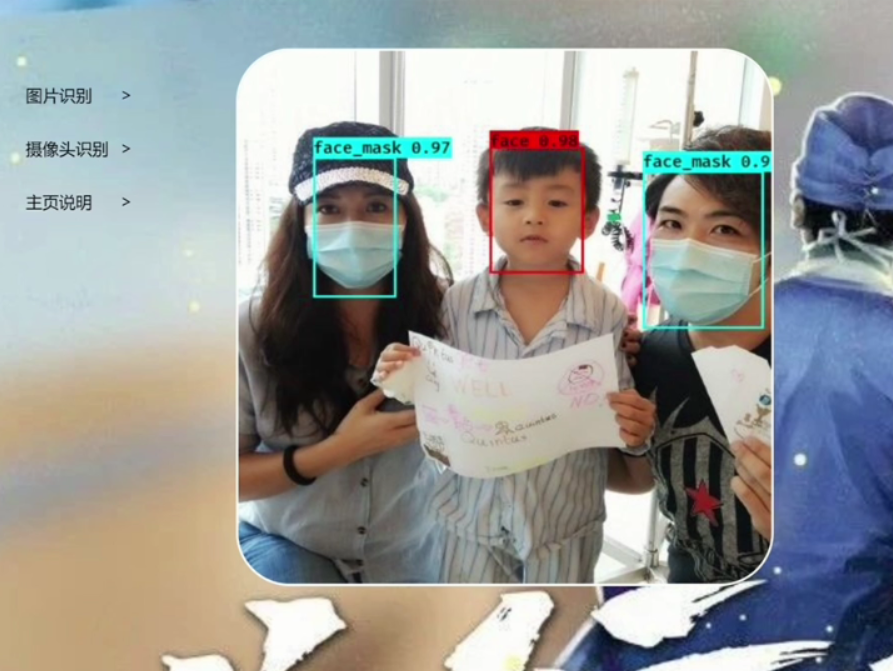 图片识别 >
摄像头识别 >
主页说明 >
face_mask 0.97
face 0.98
face_mask 0.9
WELL
Quintus